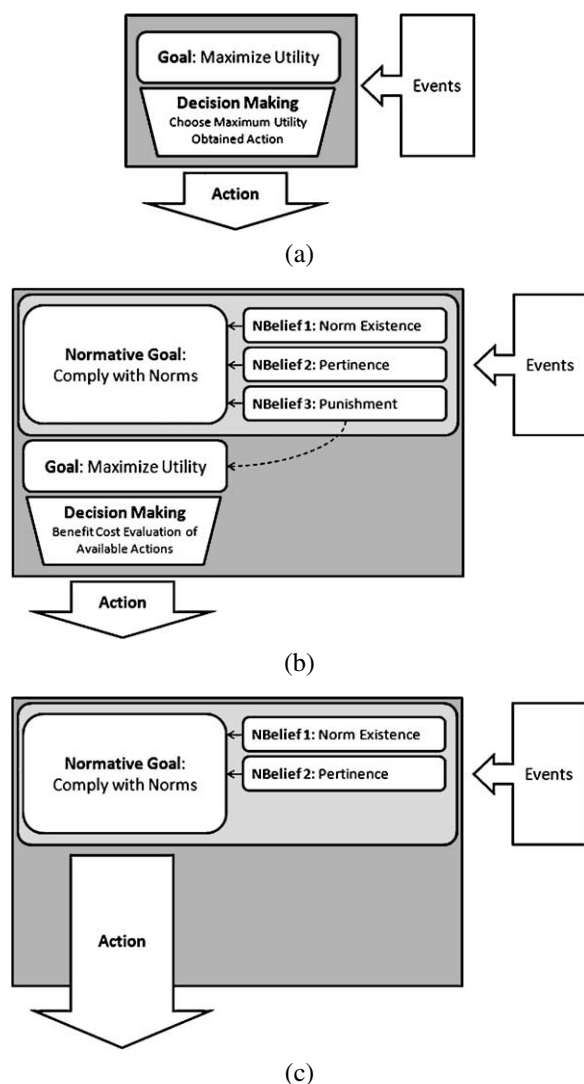 Goal: Maximize Utility
Decision Making
Choose Maximum Utility
Obtained Action
Events
Action
(a)
Normative Goal:
Comply with Norms
NBelief 1: Norm Existence
NBelief 2: Pertinence
NBelief 3: Punishment
Events
Goal: Maximize Utility
Decision Making
Benefit Cost Evaluation of
Available Actions
Action
(b)
Normative Goal:
Comply with Norms
NBelief 1: Norm Existence
NBelief 2: Pertinence
Events
Action
(c)